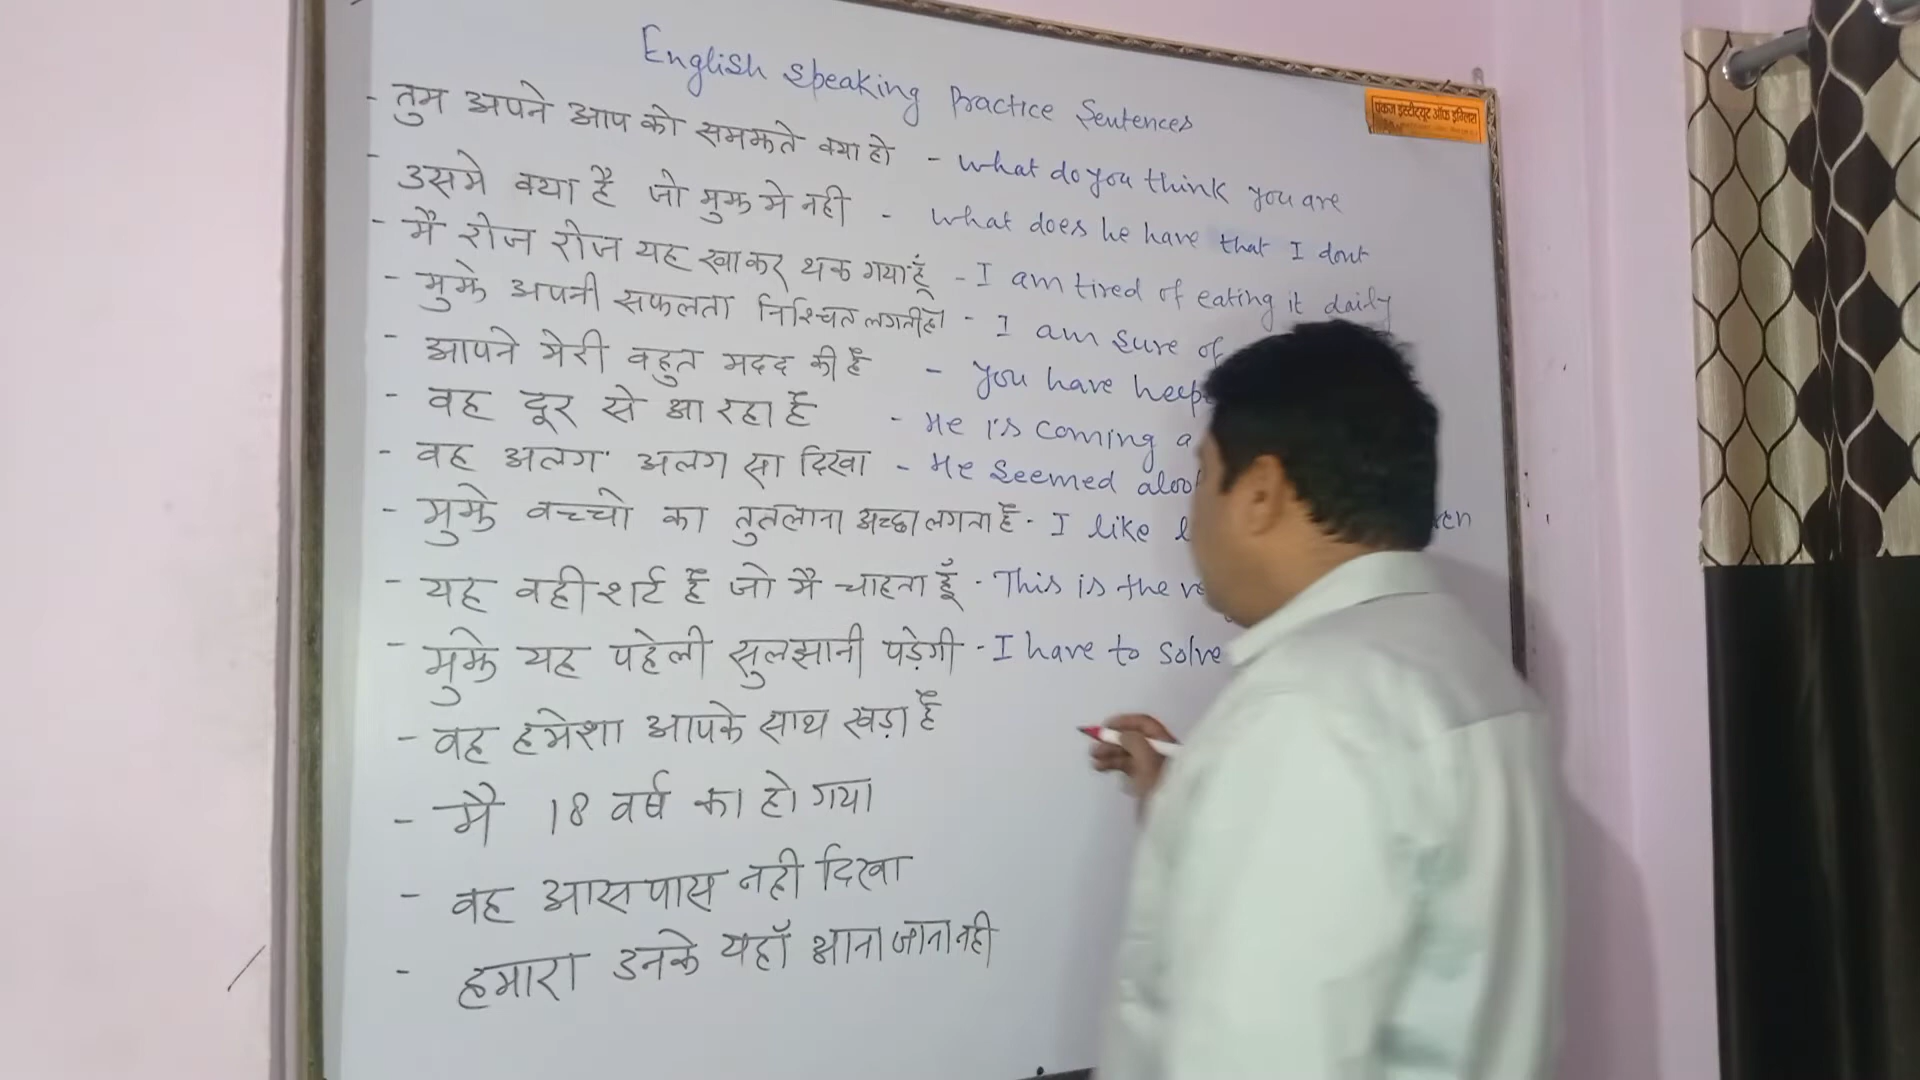 English Speaking Practice Sentences
पंकज इंस्टीट्यूट ऑफ इंग्लिश
- तुम अपने आप को समझते क्या हो - what do you think you are
- उसमे क्या है जो मुझ मे नही - what does he have that I dont
- मै रोज रोज यह खाकर थक गया हूँ - I am tired of eating it daily
- मुझे अपनी सफलता निश्चित लगती है - I am sure of
- आपने मेरी बहुत मदद की है - you have
- वह दूर से आ रहा है - He is coming
- वह अलग अलग सा दिखा - He seemed
- मुझे बच्चो का तुतलाना अच्छा लगता है - I like
- यह वही शर्ट है जो मै चाहता हूँ - This is the
- मुझे यह पहेली सुलझानी पड़ेगी - I have to solve
- वह हमेशा आपके साथ खड़ा है
- मै 18 वर्ष का हो गया
- वह आसपास नही दिखा
- हमारा उनके यहाँ आना जाना नही